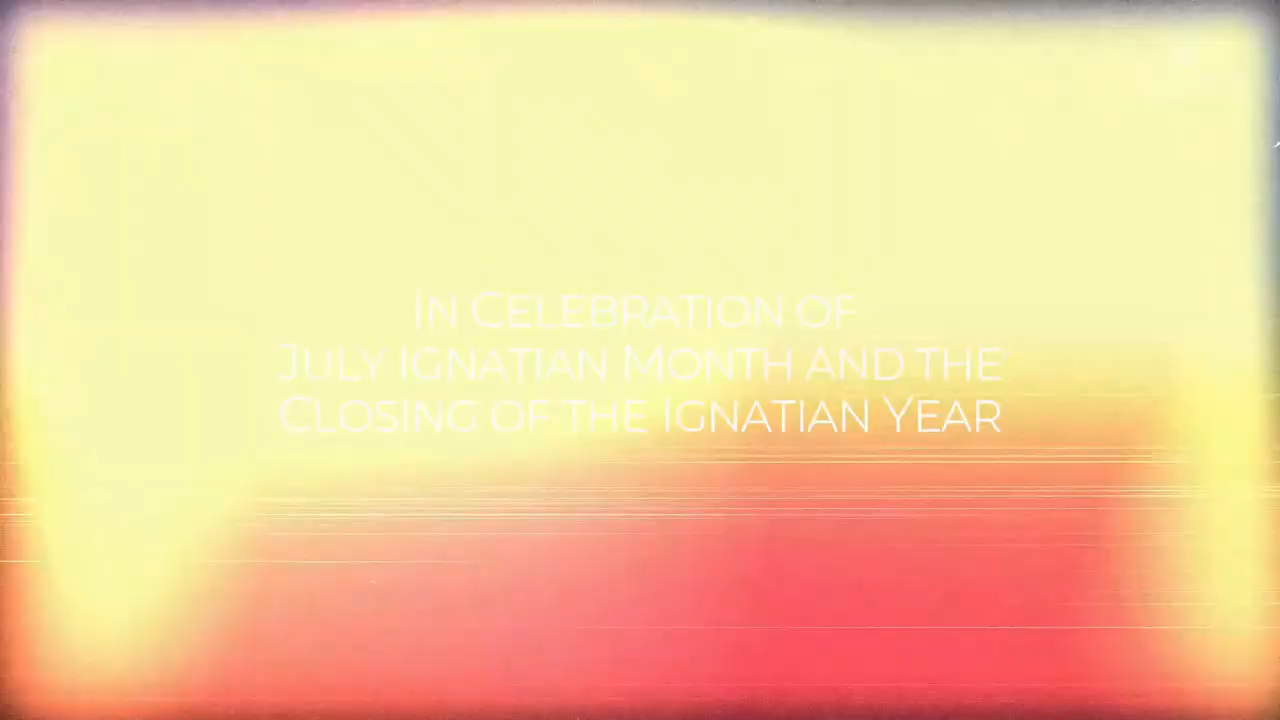 In Celebration of
July Ignatian Month and the
Closing of the Ignatian Year